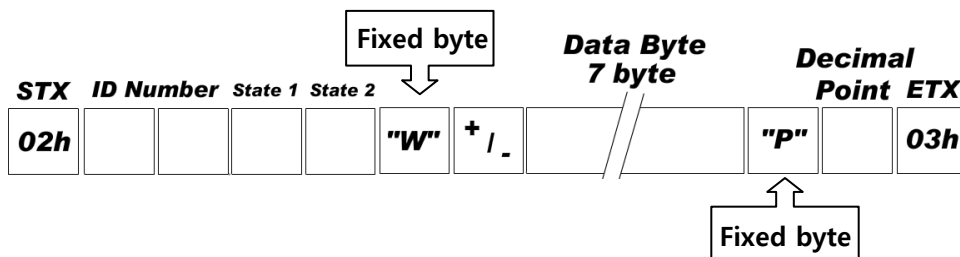 Fixed byte
Data Byte
7 byte
Decimal
Point
STX ID Number State 1 State 2 ETX
02h "W" + / - "P" 03h
Fixed byte